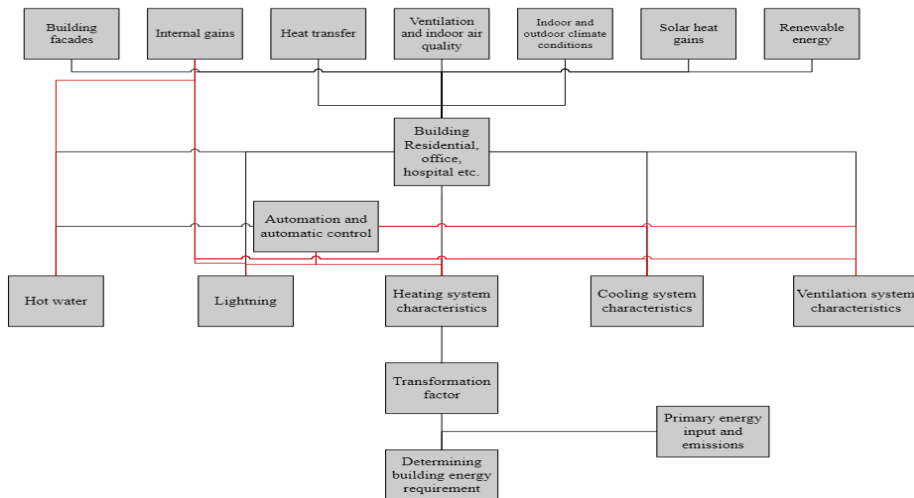 Building
facades
Internal gains
Heat transfer
Ventilation
and indoor air
quality
Indoor and
outdoor climate
conditions
Solar heat
gains
Renewable
energy
Building
Residential,
office,
hospital etc.
Automation and
automatic control
Hot water
Lightning
Heating system
characteristics
Cooling system
characteristics
Ventilation system
characteristics
Transformation
factor
Primary energy
input and
emissions
Determining
building energy
requirement